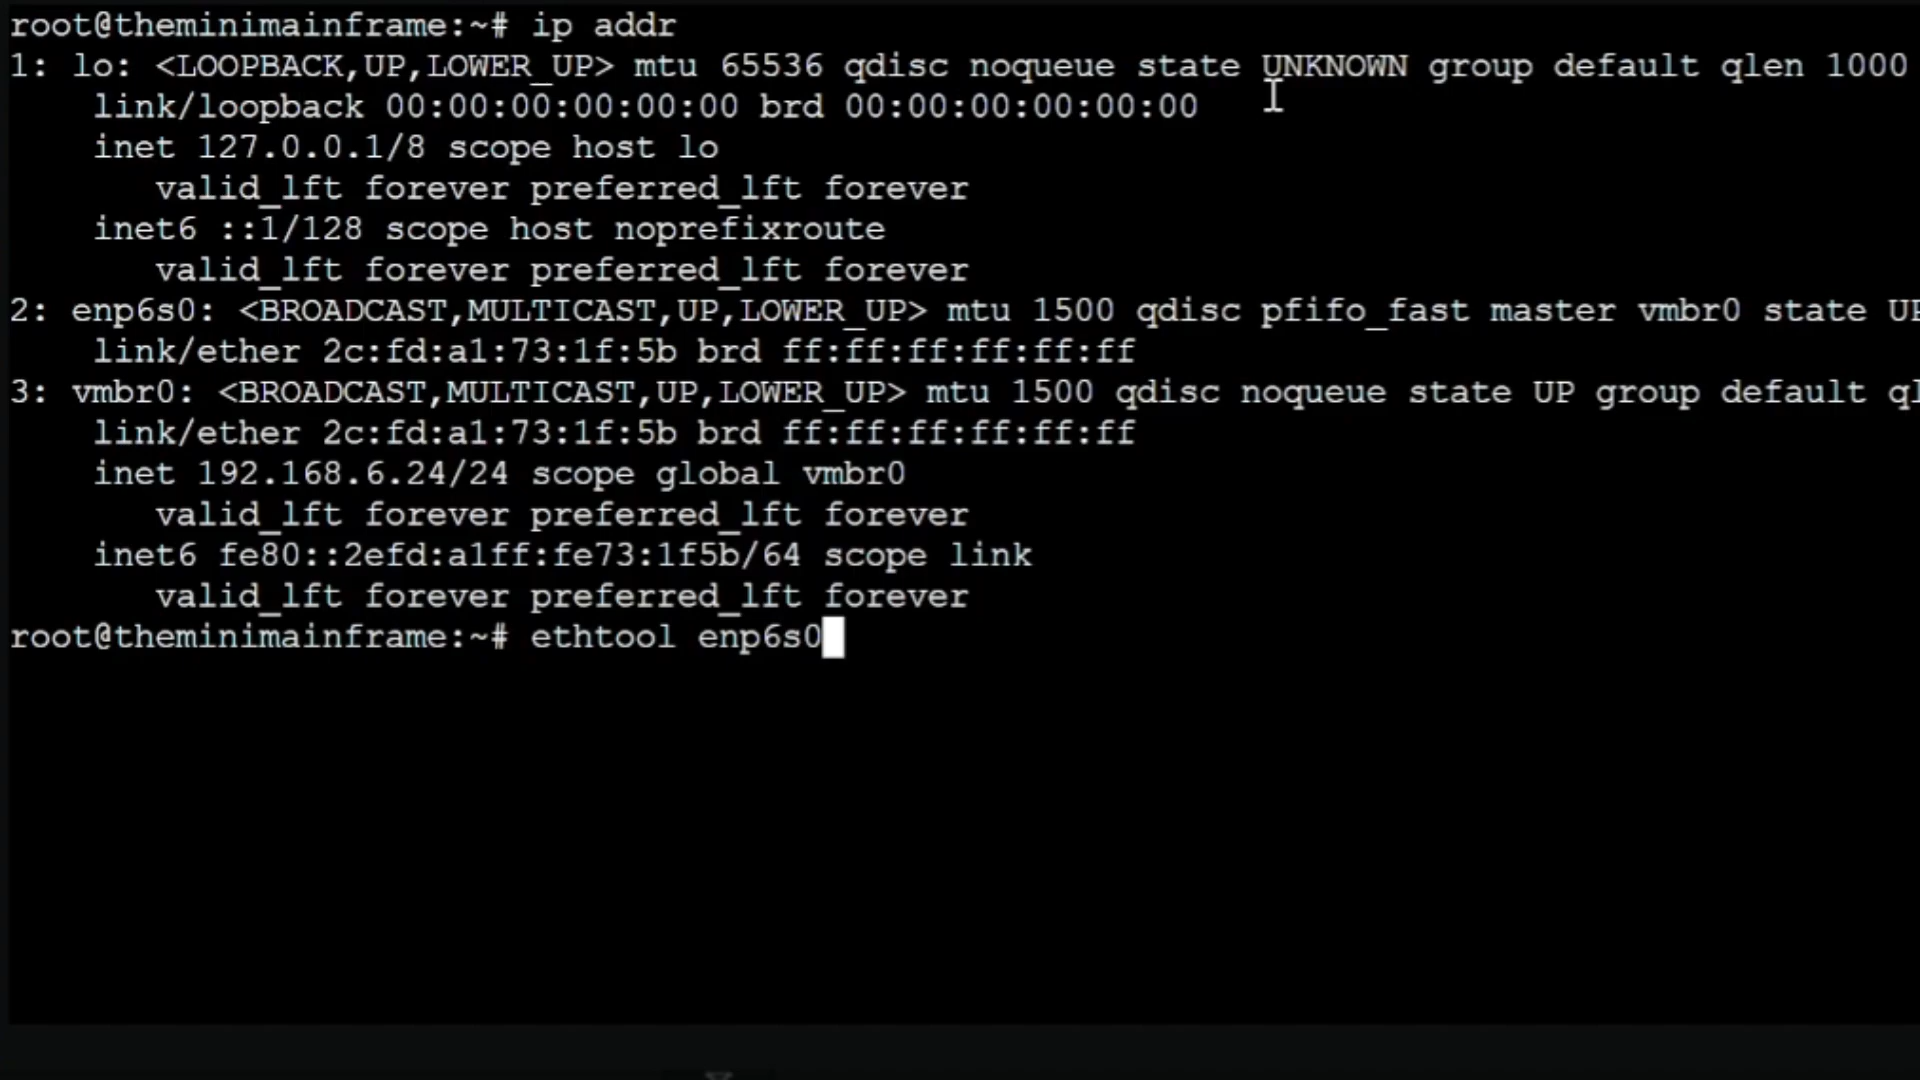 root@theminimainframe:~# ip addr
1: lo: <LOOPBACK,UP,LOWER_UP> mtu 65536 qdisc noqueue state UNKNOWN group default qlen 1000
    link/loopback 00:00:00:00:00:00 brd 00:00:00:00:00:00
    inet 127.0.0.1/8 scope host lo
       valid_lft forever preferred_lft forever
    inet6 ::1/128 scope host noprefixroute
       valid_lft forever preferred_lft forever
2: enp6s0: <BROADCAST,MULTICAST,UP,LOWER_UP> mtu 1500 qdisc pfifo_fast master vmbr0 state UP
    link/ether 2c:fd:a1:73:1f:5b brd ff:ff:ff:ff:ff:ff
3: vmbr0: <BROADCAST,MULTICAST,UP,LOWER_UP> mtu 1500 qdisc noqueue state UP group default ql
    link/ether 2c:fd:a1:73:1f:5b brd ff:ff:ff:ff:ff:ff
    inet 192.168.6.24/24 scope global vmbr0
       valid_lft forever preferred_lft forever
    inet6 fe80::2efd:a1ff:fe73:1f5b/64 scope link
       valid_lft forever preferred_lft forever
root@theminimainframe:~# ethtool enp6s0